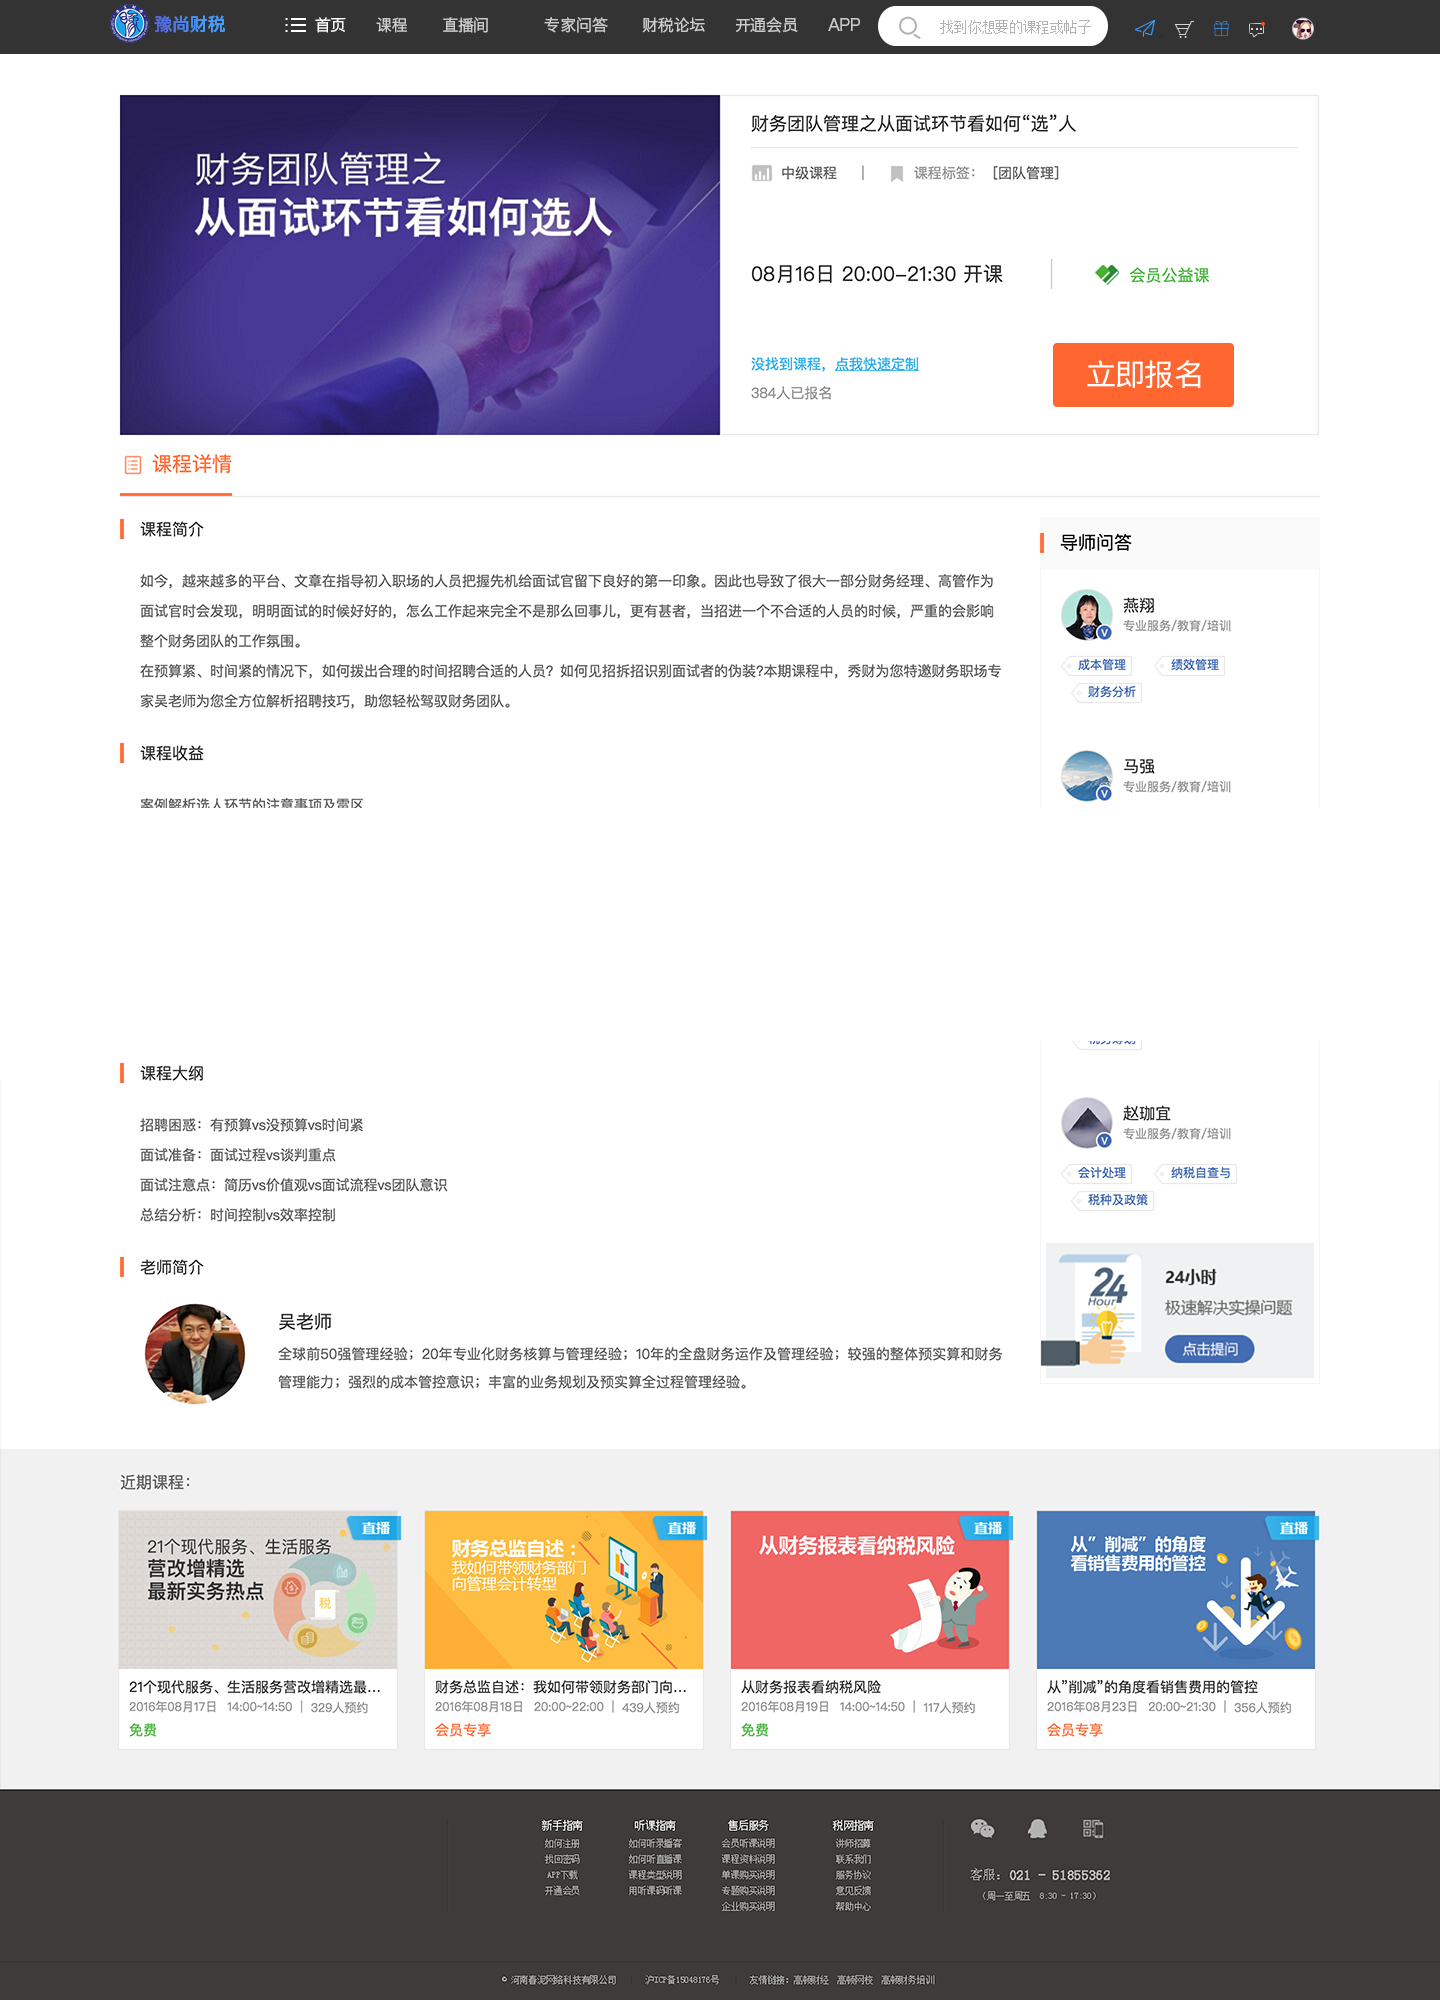 豫尚财税 首页 课程 直播间 专家问答 财税论坛 开通会员 APP 找到你想要的课程或帖子
财务团队管理之
从面试环节看如何选人
财务团队管理之从面试环节看如何“选”人
中级课程 | 课程标签： [团队管理]
08月16日 20:00-21:30 开课
会员公益课
没找到课程，点我快速定制
384人已报名
立即报名
课程详情
课程简介
如今，越来越多的平台、文章在指导初入职场的人员把握先机给面试官留下良好的第一印象。因此也导致了很大一部分财务经理、高管作为
面试官时会发现，明明面试的时候好好的，怎么工作起来完全不是那么回事儿，更有甚者，当招进一个不合适的人员的时候，严重的会影响
整个财务团队的工作氛围。
在预算紧、时间紧的情况下，如何拨出合理的时间招聘合适的人员？如何见招拆招识别面试者的伪装?本期课程中，秀财为您特邀财务职场专
家吴老师为您全方位解析招聘技巧，助您轻松驾驭财务团队。
课程收益
案例解析选人环节的注意事项及雷区
导师问答
燕翔
专业服务/教育/培训
成本管理 绩效管理
财务分析
马强
专业服务/教育/培训
课程大纲
招聘困惑：有预算vs没预算vs时间紧
面试准备：面试过程vs谈判重点
面试注意点：简历vs价值观vs面试流程vs团队意识
总结分析：时间控制vs效率控制
老师简介
吴老师
全球前50强管理经验；20年专业化财务核算与管理经验；10年的全盘财务运作及管理经验；较强的整体预实算和财务
管理能力；强烈的成本管控意识；丰富的业务规划及预实算全过程管理经验。
税务筹划
赵珈宜
专业服务/教育/培训
会计处理 纳税自查与
税种及政策
24
Hour
24小时
极速解决实操问题
点击提问
近期课程：
直播
21个现代服务、生活服务
营改增精选
最新实务热点
税
21个现代服务、生活服务营改增精选最...
2016年08月17日 14:00~14:50 | 329人预约
免费
直播
财务总监自述：
我如何带领财务部门
向管理会计转型
财务总监自述：我如何带领财务部门向...
2016年08月18日 20:00~22:00 | 439人预约
会员专享
直播
从财务报表看纳税风险
从财务报表看纳税风险
2016年08月19日 14:00~14:50 | 117人预约
免费
直播
从”削减”的角度
看销售费用的管控
从”削减”的角度看销售费用的管控
2016年08月23日 20:00~21:30 | 356人预约
会员专享
新手指南
如何注册
找回密码
APP下载
开通会员
听课指南
如何听录播客
如何听直播课
课程类型说明
用听课码听课
售后服务
会员听课说明
课程资料说明
单课购买说明
专题购买说明
企业购买说明
税网指南
讲师招募
联系我们
服务协议
意见反馈
帮助中心
客服：021 - 51855362
（周一至周五 8:30 - 17:30）
© 河南春泥网络科技有限公司 沪ICP备15048176号 友情链接：高顿财经 高顿网校 高顿财务培训